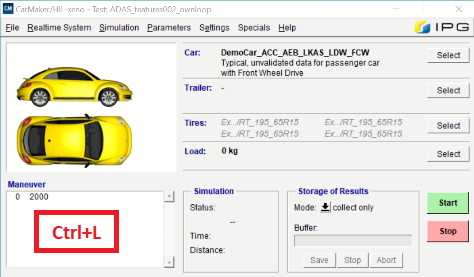 CarMaker/HIL -xeno - Test: ADAS_features002_nwnloop
File Realtime System Simulation Parameters Settings Specials Help IPG
Car: DemoCar_ACC_AEB_LKAS_LDW_FCW Select
Typical, unvalidated data for passenger car
with Front Wheel Drive
Trailer: - Select
Tires: Ex../RT_195_65R15 Ex../RT_195_65R15 Select
Ex../RT_195_65R15 Ex../RT_195_65R15
Load: 0 kg Select
Maneuver
0 2000
Ctrl+L
Simulation
Status:
--
Time:
Distance:
Storage of Results
Mode: collect only
Buffer:
Save Stop Abort
Start
Stop